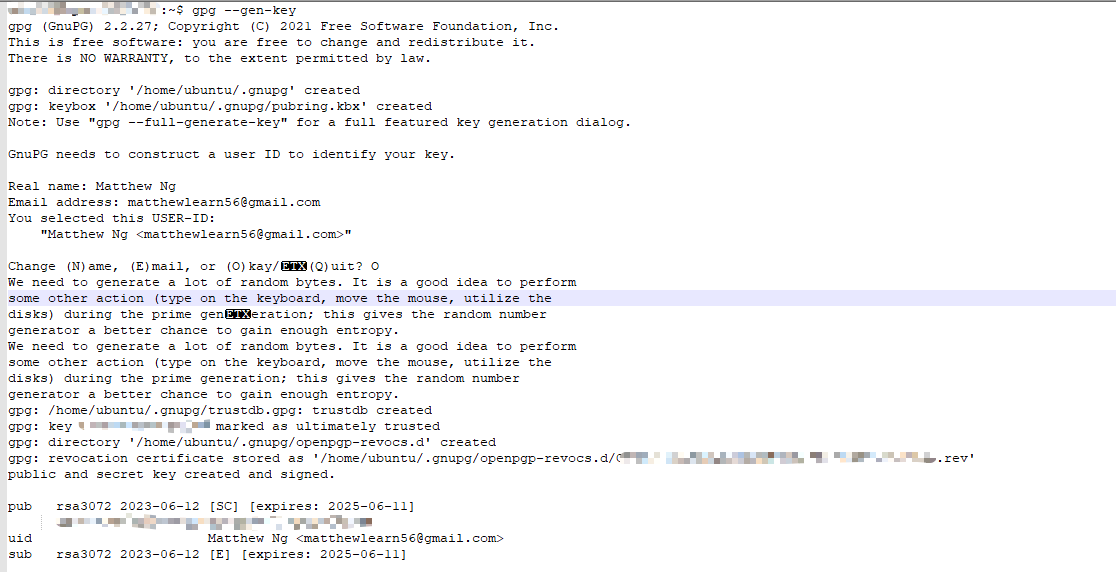 :~$ gpg --gen-key
gpg (GnuPG) 2.2.27; Copyright (C) 2021 Free Software Foundation, Inc.
This is free software: you are free to change and redistribute it.
There is NO WARRANTY, to the extent permitted by law.
gpg: directory '/home/ubuntu/.gnupg' created
gpg: keybox '/home/ubuntu/.gnupg/pubring.kbx' created
Note: Use "gpg --full-generate-key" for a full featured key generation dialog.
GnuPG needs to construct a user ID to identify your key.
Real name: Matthew Ng
Email address: matthewlearn56@gmail.com
You selected this USER-ID:
"Matthew Ng <matthewlearn56@gmail.com>"
Change (N)ame, (E)mail, or (O)kay/ETX(Q)uit? O
We need to generate a lot of random bytes. It is a good idea to perform
some other action (type on the keyboard, move the mouse, utilize the
disks) during the prime genETXeration; this gives the random number
generator a better chance to gain enough entropy.
We need to generate a lot of random bytes. It is a good idea to perform
some other action (type on the keyboard, move the mouse, utilize the
disks) during the prime generation; this gives the random number
generator a better chance to gain enough entropy.
gpg: /home/ubuntu/.gnupg/trustdb.gpg: trustdb created
gpg: key marked as ultimately trusted
gpg: directory '/home/ubuntu/.gnupg/openpgp-revocs.d' created
gpg: revocation certificate stored as '/home/ubuntu/.gnupg/openpgp-revocs.d/ .rev'
public and secret key created and signed.
pub rsa3072 2023-06-12 [SC] [expires: 2025-06-11]
uid Matthew Ng <matthewlearn56@gmail.com>
sub rsa3072 2023-06-12 [E] [expires: 2025-06-11]